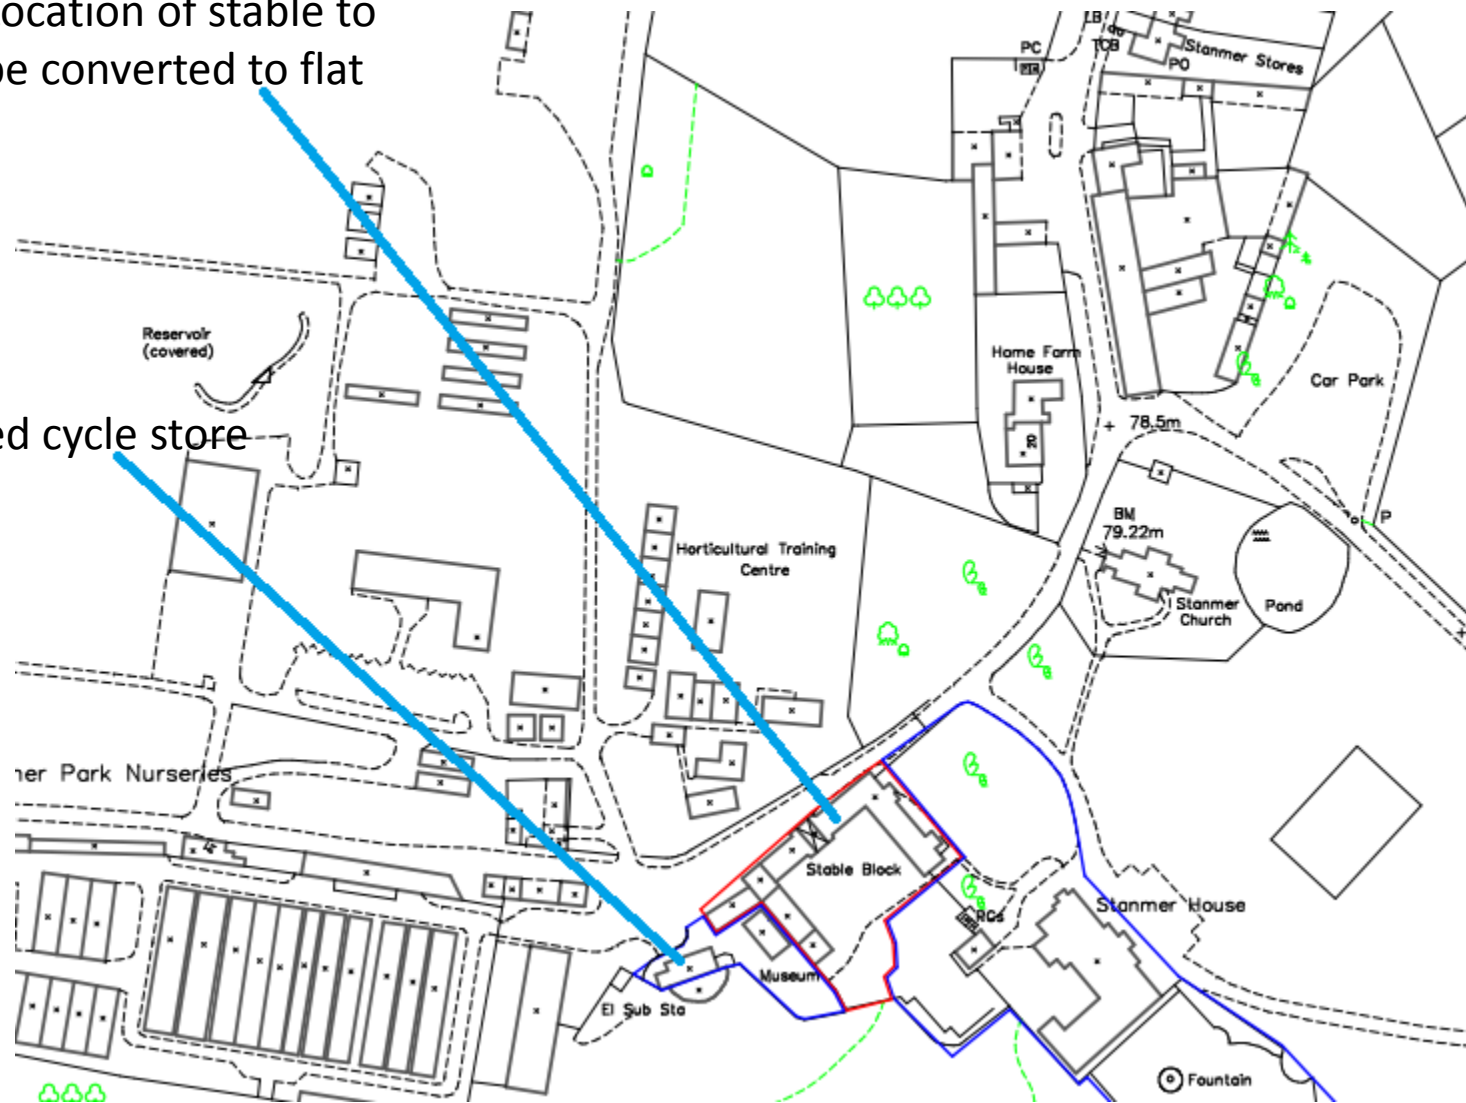 ocation of stable to
be converted to flat
PC
LB
TCB
Stanmer Stores
PO
D
Reservoir
(covered)
Home Farm
House
20
D
Car Park
78.5m
ed cycle store
BM
79.22m
P
Horticultural Training
Centre
Stanmer
Church
Pond
D
ner Park Nurseries
Stable Block
Stanmer House
Museum
El Sub Sta
Fountain